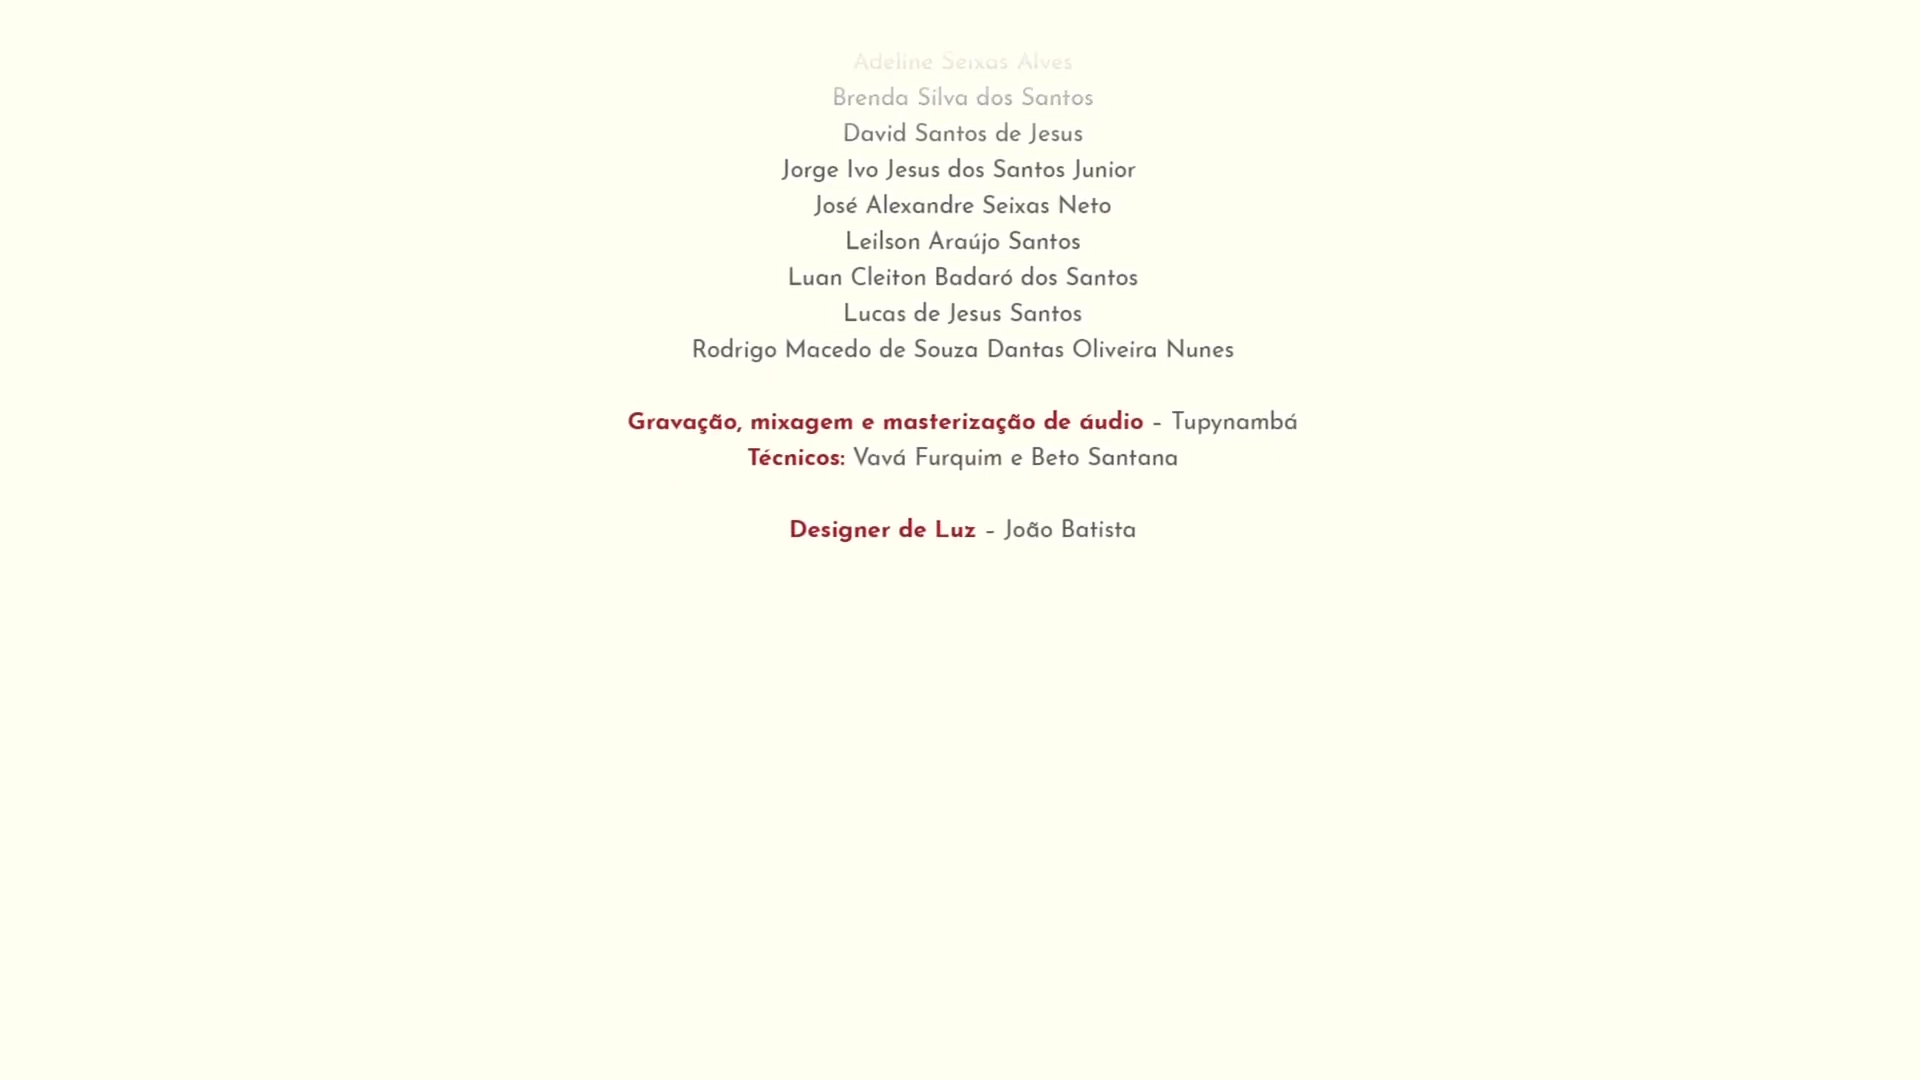 Adeline Seixas Alves
Brenda Silva dos Santos
David Santos de Jesus
Jorge Ivo Jesus dos Santos Junior
José Alexandre Seixas Neto
Leilson Araújo Santos
Luan Cleiton Badaró dos Santos
Lucas de Jesus Santos
Rodrigo Macedo de Souza Dantas Oliveira Nunes
Gravação, mixagem e masterização de áudio – Tupynambá
Técnicos: Vavá Furquim e Beto Santana
Designer de Luz – João Batista